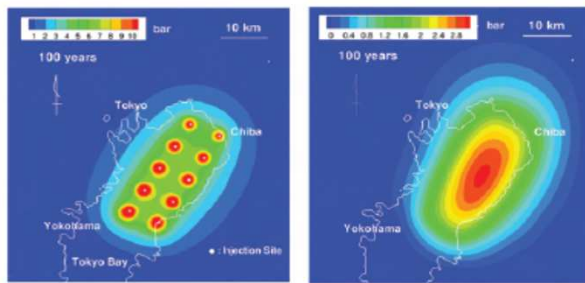 1 2 3 4 5 6 7 8 9 10
bar
10 km
100 years
Tokyo
Chiba
Yokohama
Tokyo Bay
: Injection Site
0 0.4 0.8 1.2 1.6 2 2.4 2.8
bar
10 km
100 years
Tokyo
Chiba
Yokohama
Tokyo Bay